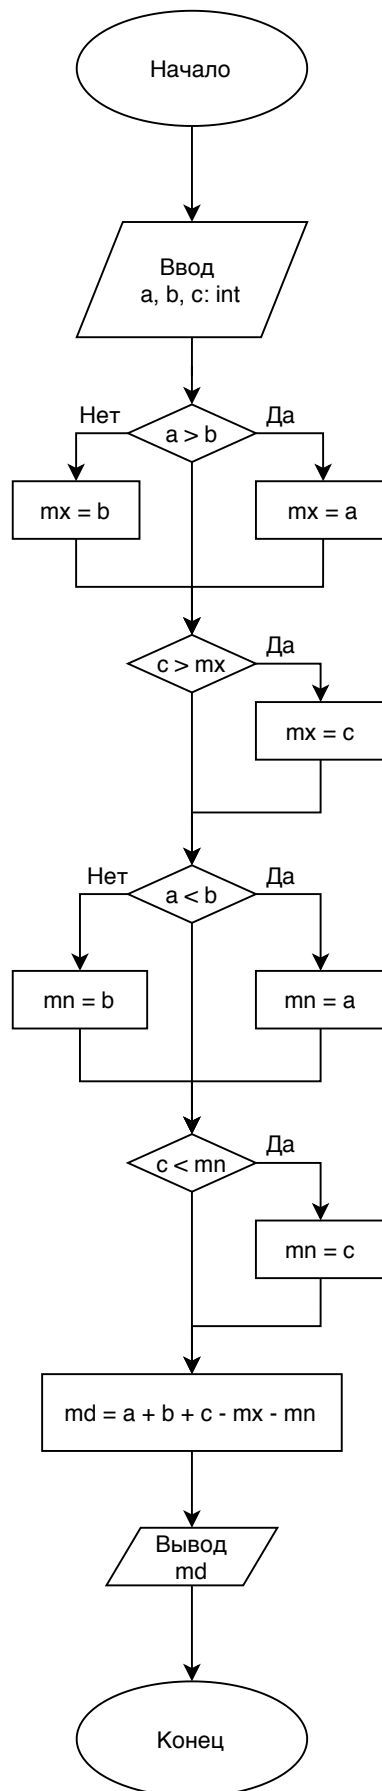 Начало
Ввод
a, b, c: int
Нет
Да
a > b
mx = b
mx = a
Да
c > mx
mx = c
Нет
Да
a < b
mn = b
mn = a
Да
c < mn
mn = c
md = a + b + c - mx - mn
Вывод
md
Конец